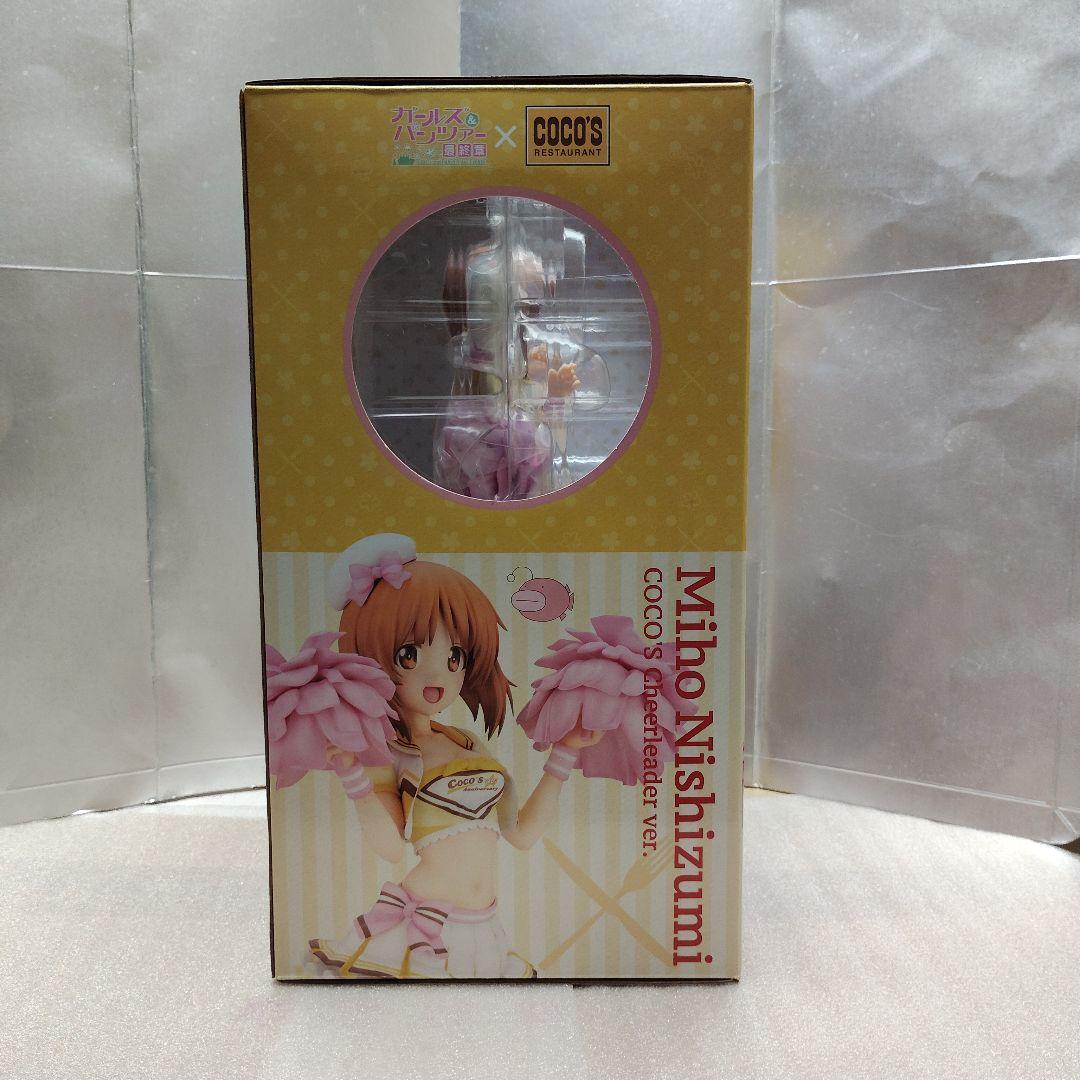 ガールズ&
パンツァー
最終章
×
COCO'S
RESTAURANT
Miho Nishizumi
COCO'S Cheerleader ver.
Coco's
Anniversary